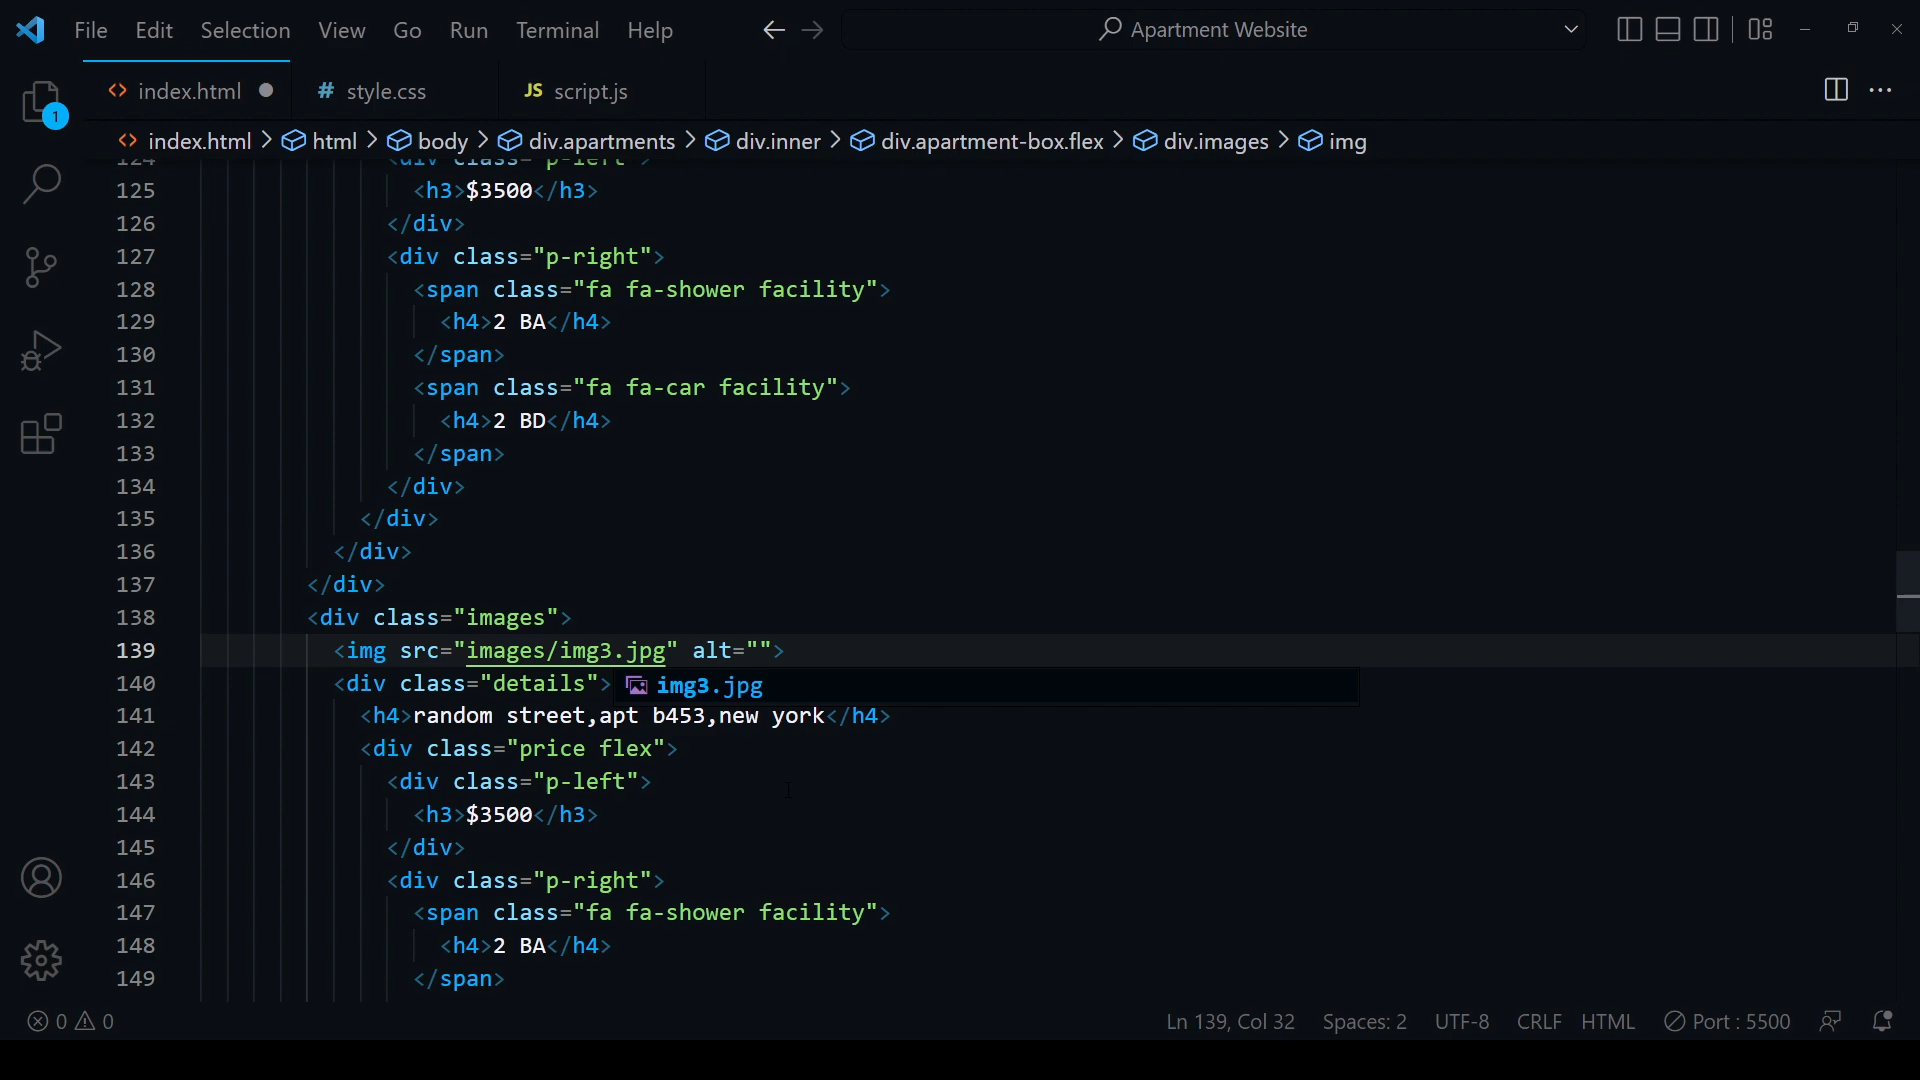 File Edit Selection View Go Run Terminal Help Apartment Website
<> index.html # style.css JS script.js
1
<> index.html > html > body > div.apartments > div.inner > div.apartment-box.flex > div.images > img
124 <div class="p-left">
125 <h3>$3500</h3>
126 </div>
127 <div class="p-right">
128 <span class="fa fa-shower facility">
129 <h4>2 BA</h4>
130 </span>
131 <span class="fa fa-car facility">
132 <h4>2 BD</h4>
133 </span>
134 </div>
135 </div>
136 </div>
137 </div>
138 <div class="images">
139 <img src="images/img3.jpg" alt="">
140 <div class="details"> img3.jpg
141 <h4>random street,apt b453,new york</h4>
142 <div class="price flex">
143 <div class="p-left">
144 <h3>$3500</h3>
145 </div>
146 <div class="p-right">
147 <span class="fa fa-shower facility">
148 <h4>2 BA</h4>
149 </span>
0 0 Ln 139, Col 32 Spaces: 2 UTF-8 CRLF HTML Port : 5500